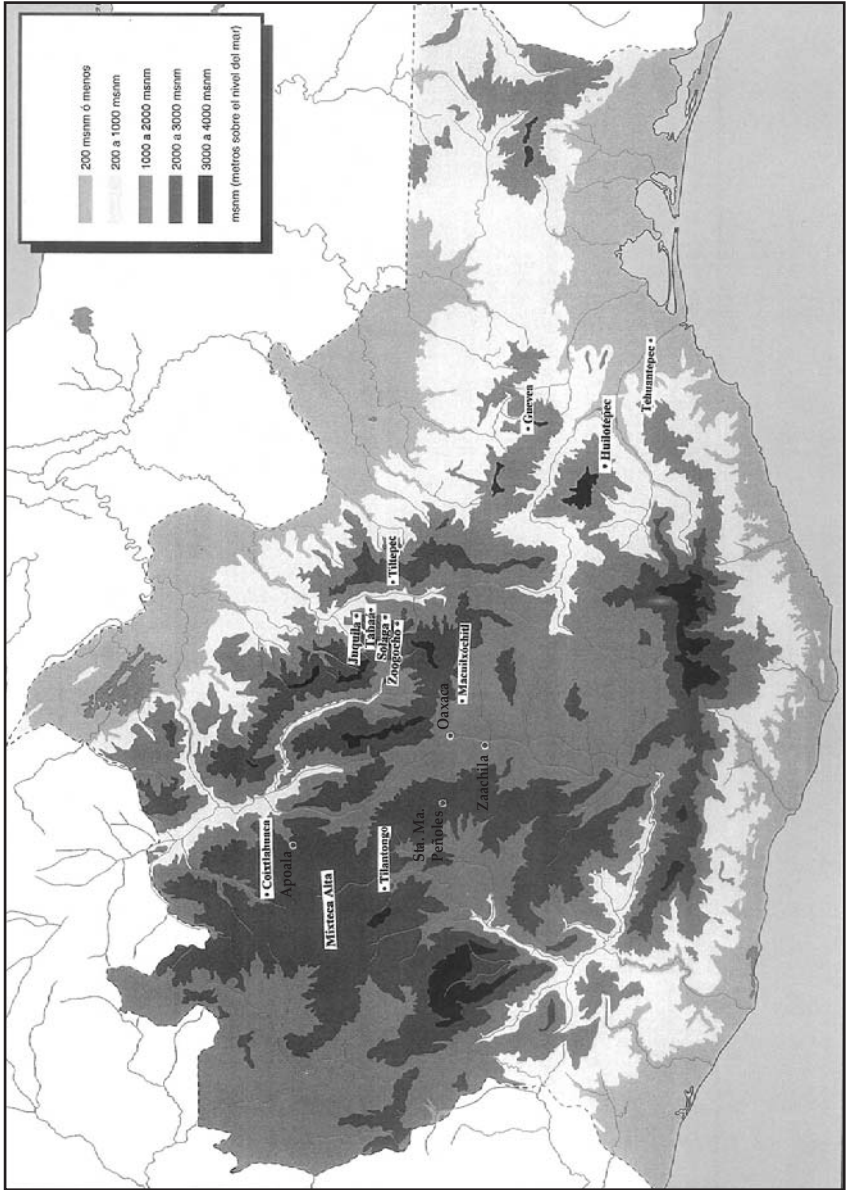 200 msnm ó menos
200 a 1000 msnm
1000 a 2000 msnm
2000 a 3000 msnm
3000 a 4000 msnm
msnm (metros sobre el nivel del mar)
Coixtlahuaca
Apoala
Mixteca Alta
Tilantongo
Sta. Ma.
Peñoles
Oaxaca
Zaachila
Macuilxóchitl
Juquila
Tabaa
Solaga
Zoogocho
Tiltepec
Guevea
Huilotepec
Tehuantepec